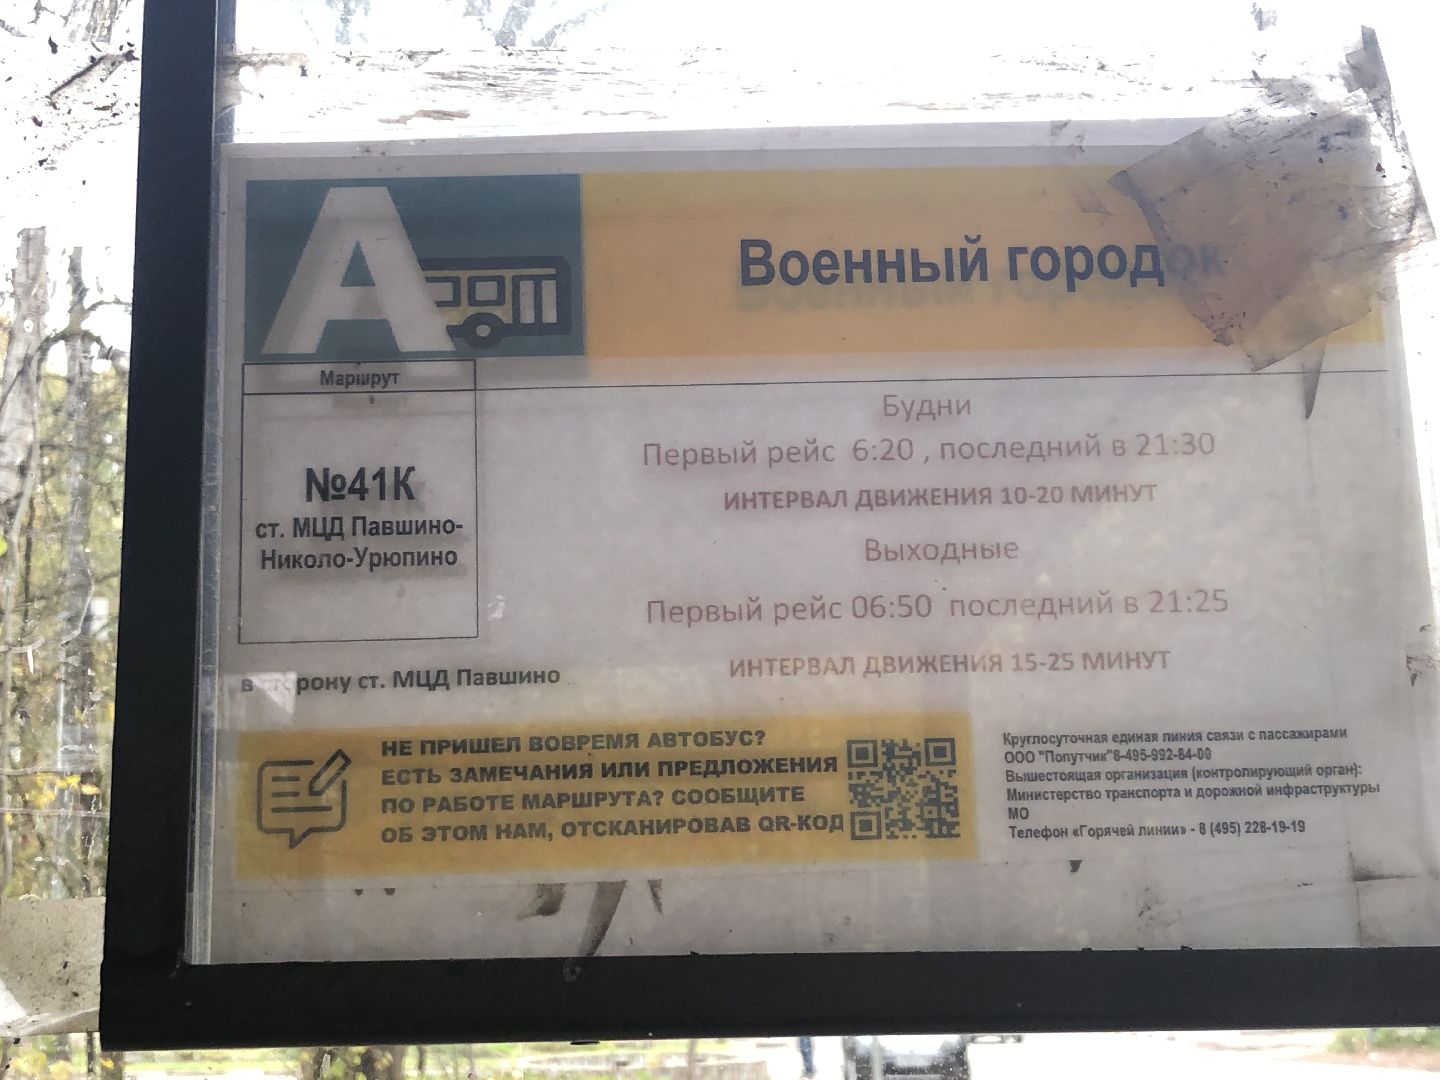 А
Военный городок
Маршрут
№41К
ст. МЦД Павшино-
Николо-Урюпино
Будни
Первый рейс 6:20 , последний в 21:30
ИНТЕРВАЛ ДВИЖЕНИЯ 10-20 МИНУТ
Выходные
Первый рейс 06:50 последний в 21:25
ИНТЕРВАЛ ДВИЖЕНИЯ 15-25 МИНУТ
в рону ст. МЦД Павшино
НЕ ПРИШЕЛ ВОВРЕМЯ АВТОБУС?
ЕСТЬ ЗАМЕЧАНИЯ ИЛИ ПРЕДЛОЖЕНИЯ
ПО РАБОТЕ МАРШРУТА? СООБЩИТЕ
ОБ ЭТОМ НАМ, ОТСКАНИРОВАВ QR-КОД
Круглосуточная единая линия связи с пассажирами
ООО "Попутчик"8-495-992-84-00
Вышестоящая организация (контролирующий орган):
Министерство транспорта и дорожной инфраструктуры
МО
Телефон «Горячей линии» - 8 (495) 228-19-19